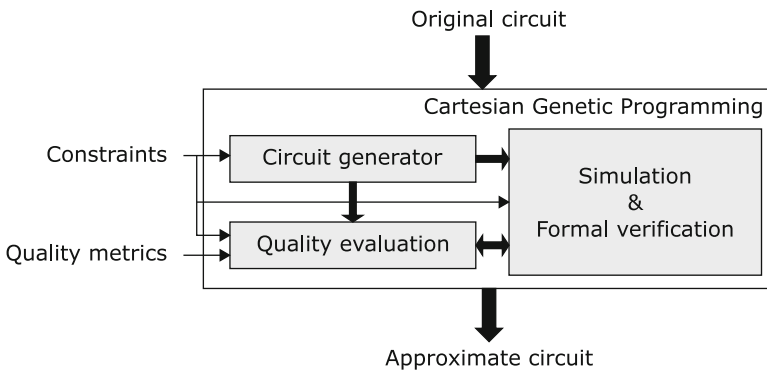 Original circuit
Cartesian Genetic Programming
Constraints
Circuit generator
Simulation
&
Formal verification
Quality metrics
Quality evaluation
Approximate circuit